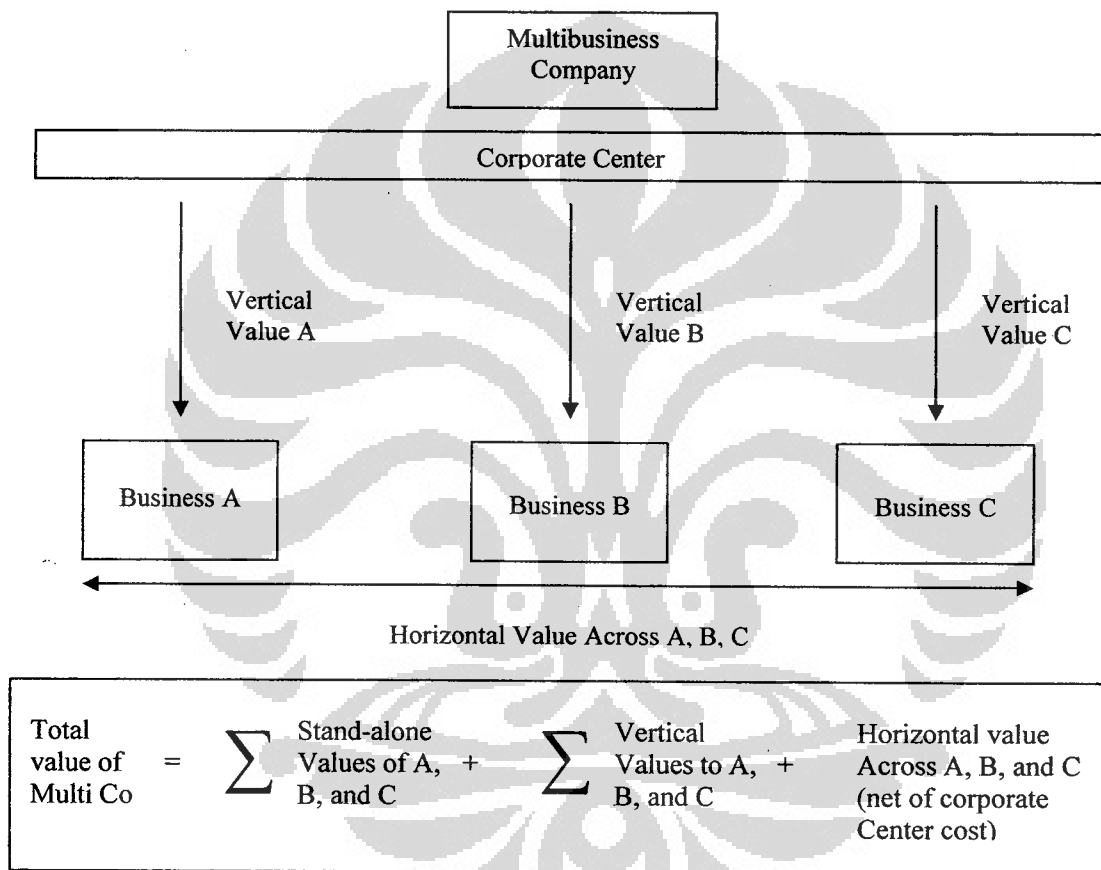 Multibusiness
Company
Corporate Center
Vertical
Value A
Vertical
Value B
Vertical
Value C
Business A
Business B
Business C
Horizontal Value Across A, B, C
Total
value of
Multi Co
=
∑
Stand-alone
Values of A,
B, and C
+
∑
Vertical
Values to A,
B, and C
+
Horizontal value
Across A, B, and C
(net of corporate
Center cost)